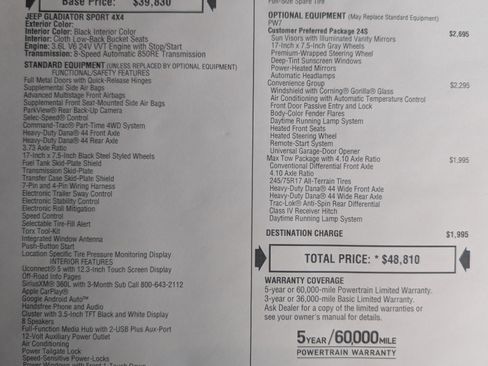 Base Price: $39,830
JEEP GLADIATOR SPORT 4X4
Exterior Color:
Interior Color: Black Interior Color
Interior: Cloth Low-Back Bucket Seats
Engine: 3.6L V6 24V VVT Engine with Stop/Start
Transmission: 8-Speed Automatic 850RE Transmission
STANDARD EQUIPMENT (UNLESS REPLACED BY OPTIONAL EQUIPMENT)
FUNCTIONAL/SAFETY FEATURES
Full Metal Doors with Quick-Release Hinges
Supplemental Side Air Bags
Advanced Multistage Front Airbags
Supplemental Front Seat-Mounted Side Air Bags
ParkView® Rear Back-Up Camera
Selec-Speed® Control
Command-Trac® Part-Time 4WD System
Heavy-Duty Dana® 44 Front Axle
Heavy-Duty Dana® 44 Rear Axle
3.73 Axle Ratio
17-Inch x 7.5-Inch Black Steel Styled Wheels
Fuel Tank Skid-Plate Shield
Transmission Skid-Plate
Transfer Case Skid-Plate Shield
7-Pin and 4-Pin Wiring Harness
Electronic Trailer Sway Control
Electronic Stability Control
Electronic Roll Mitigation
Speed Control
Selectable Tire-Fill Alert
Torx Tool-Kit
Integrated Window Antenna
Push-Button Start
Location Specific Tire Pressure Monitoring Display
INTERIOR FEATURES
Uconnect® 5 with 12.3-Inch Touch Screen Display
Off-Road Info Pages
SiriusXM® 360L with 3-Month Sub Call 800-643-2112
Apple CarPlay®
Google Android Auto™
Handsfree Phone and Audio
Cluster with 3.5-Inch TFT Black and White Display
8 Speakers
Full-Function Media Hub with 2-USB Plus Aux-Port
12-Volt Auxiliary Power Outlet
Air Conditioning
Power Tailgate Lock
Speed-Sensitive Power-Locks
Power Windows with Front 1-Touch Down
Full-Size Spare Tire
OPTIONAL EQUIPMENT (May Replace Standard Equipment)
PW7
Customer Preferred Package 24S $2,695
Sun Visors with Illuminated Vanity Mirrors
17-Inch x 7.5-Inch Gray Wheels
Premium-Wrapped Steering Wheel
Deep-Tint Sunscreen Windows
Power-Heated Mirrors
Automatic Headlamps
Convenience Group $2,295
Windshield with Corning® Gorilla® Glass
Air Conditioning with Automatic Temperature Control
Front Door Passive Entry and Lock
Body-Color Fender Flares
Daytime Running Lamp System
Heated Front Seats
Heated Steering Wheel
Remote-Start System
Universal Garage-Door Opener
Max Tow Package with 4.10 Axle Ratio $1,995
Conventional Differential Front Axle
4.10 Axle Ratio
245/75R17 All-Terrain Tires
Heavy-Duty Dana® 44 Wide Front Axle
Heavy-Duty Dana® 44 Wide Rear Axle
Trac-Lok® Anti-Spin Rear Differential
Class IV Receiver Hitch
Daytime Running Lamp System
DESTINATION CHARGE $1,995
TOTAL PRICE: * $48,810
WARRANTY COVERAGE
5-year or 60,000-mile Powertrain Limited Warranty.
3-year or 36,000-mile Basic Limited Warranty.
Ask Dealer for a copy of the limited warranties or
see your owner's manual for details.
5YEAR/60,000MILE
POWERTRAIN WARRANTY